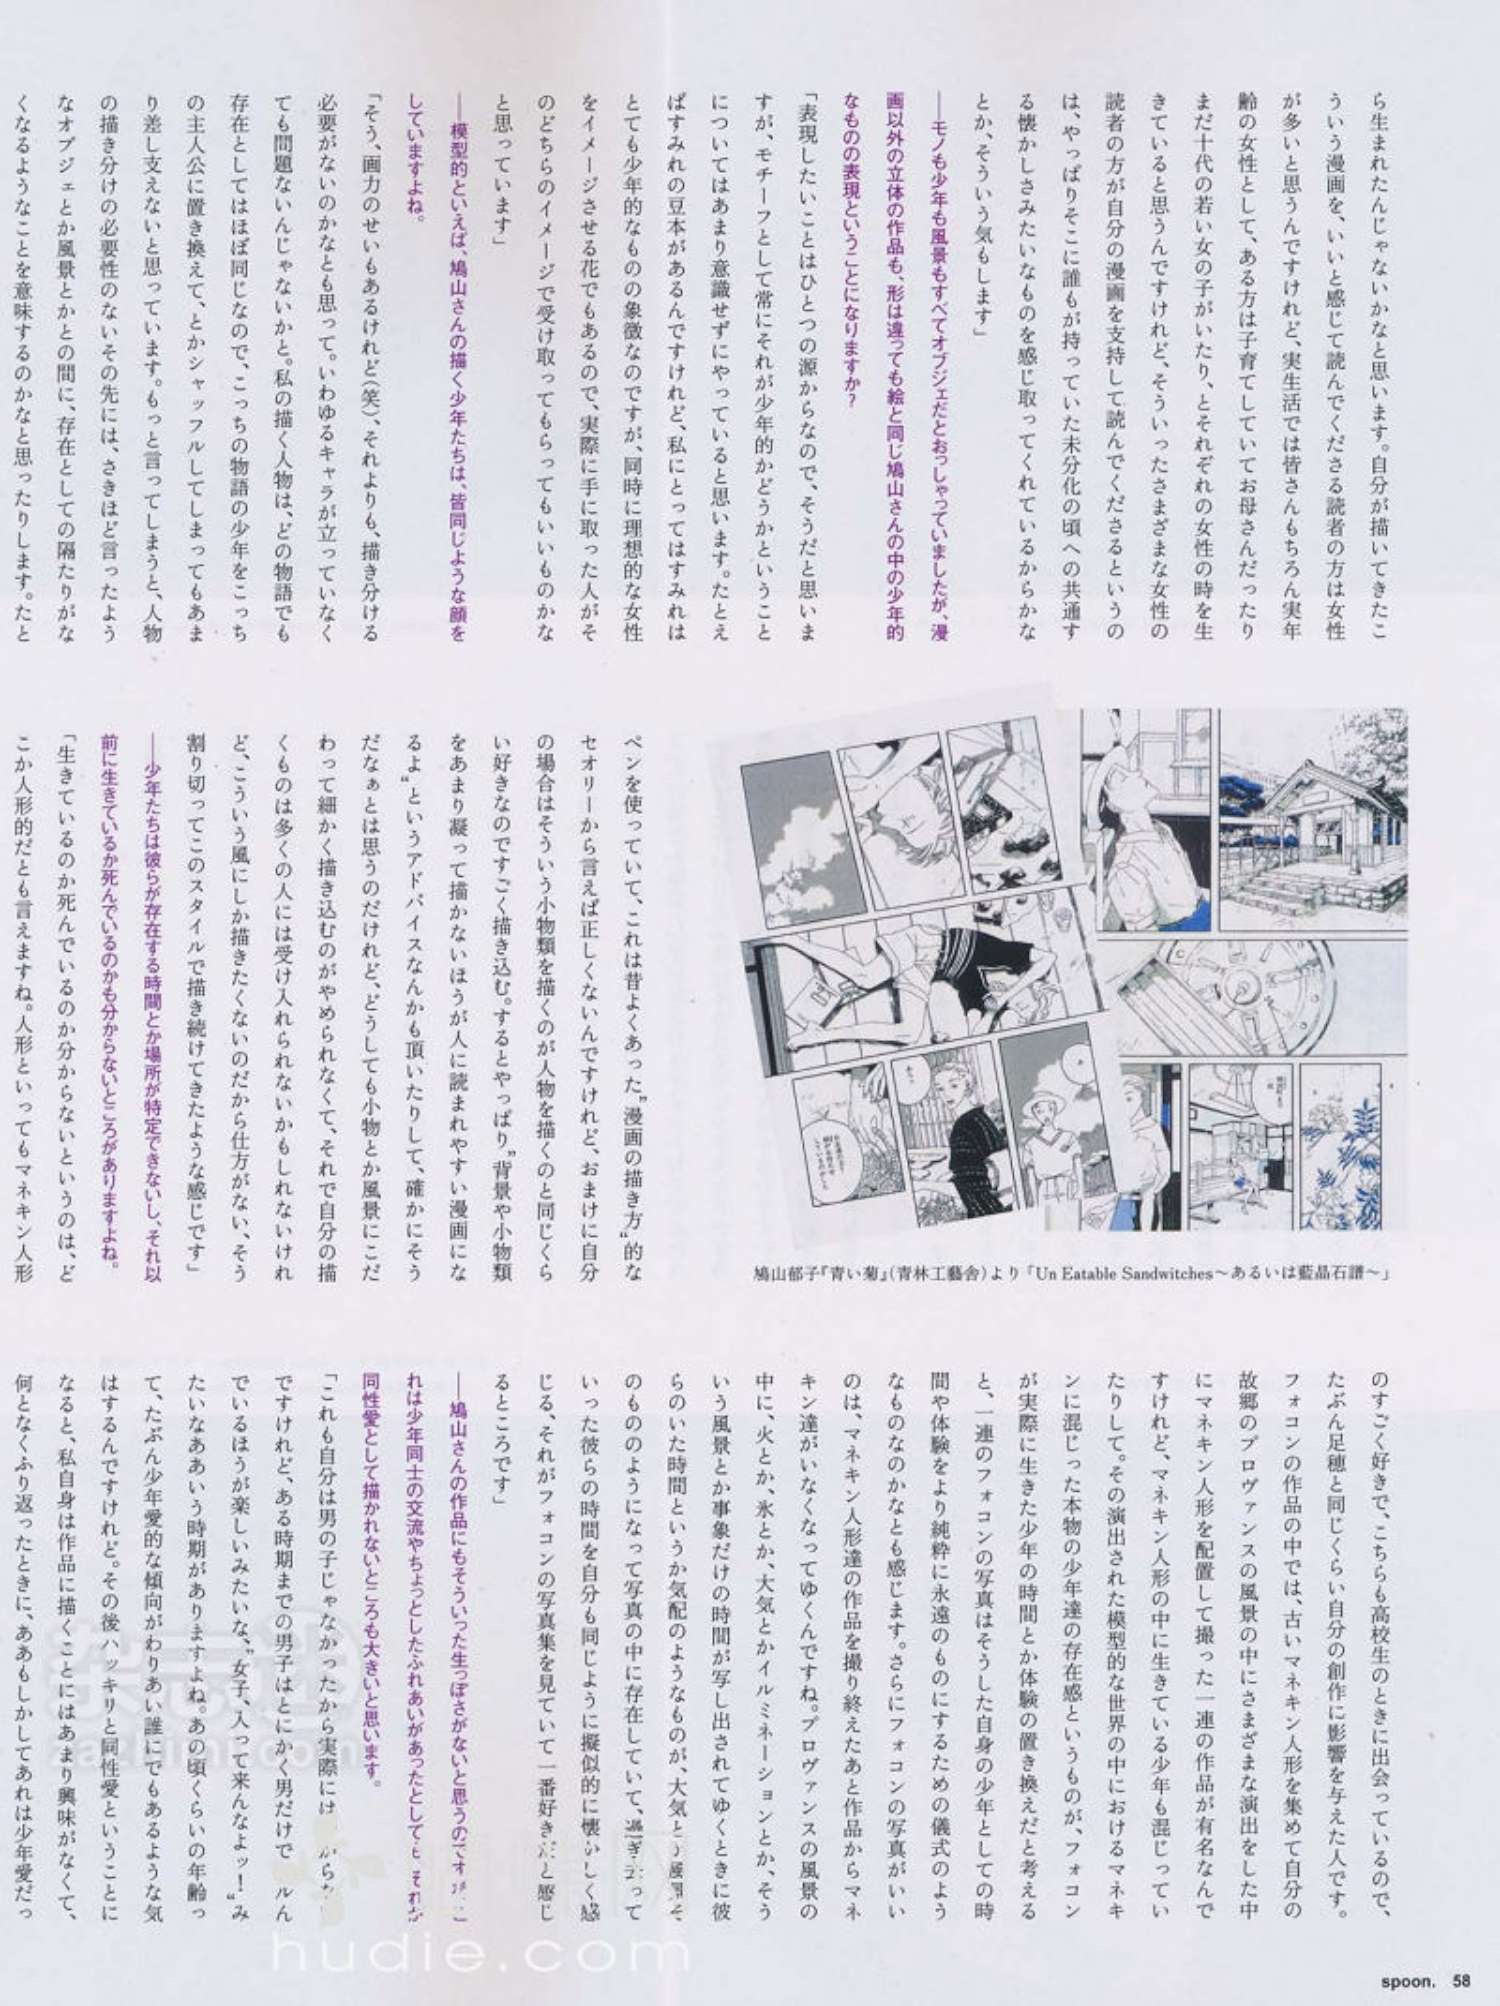 ら生まれたんじゃないかなと思います。自分が描いてきたこ
ういう漫画を、いいと感じて読んでくださる読者の方は女性
が多いと思うんですけれど、実生活では皆さんもちろん実年
齢の女性として、ある方は子育てしていてお母さんだったり
まだ十代の若い女の子がいたり、とそれぞれの女性の時を生
きていると思うんですけれど、そういったさまざまな女性の
読者の方が自分の漫画を支持して読んでくださるというの
は、やっぱりそこに誰もが持っていた未分化の頃への共通す
る懐かしさみたいなものを感じ取ってくれているからかな
とか、そういう気もします」
──モノも少年も風景もすべてオブジェだとおっしゃっていましたが、漫
画以外の立体の作品も、形は違っても絵と同じ鳩山さんの中の少年的
なものの表現ということになりますか?
「表現したいことはひとつの源からなので、そうだと思いま
すが、モチーフとして常にそれが少年的かどうかということ
についてはあまり意識せずにやっていると思います。たとえ
ばすみれの豆本があるんですけれど、私にとってはすみれは
とても少年的なものの象徴なのですが、同時に理想的な女性
をイメージさせる花でもあるので、実際に手に取った人がそ
のどちらのイメージで受け取ってもらってもいいものかな
と思っています」
──模型的といえば、鳩山さんの描く少年たちは、皆同じような顔を
していますよね。
「そう、画力のせいもあるけれど(笑)、それよりも、描き分ける
必要がないのかなとも思って。いわゆるキャラが立っていなく
ても問題ないんじゃないかと。私の描く人物は、どの物語でも
存在としてはほぼ同じなので、こっちの物語の少年をこっち
の主人公に置き換えて、とかシャッフルしてしまってもあま
り差し支えないと思っています。もっと言ってしまうと、人物
の描き分けの必要性のないその先には、さきほど言ったよう
なオブジェとか風景とかとの間に、存在としての隔たりがな
くなるようなことを意味するのかなと思ったりします。たと
ペンを使っていて、これは昔よくあった〝漫画の描き方〟的な
セオリーから言えば正しくないんですけれど、おまけに自分
の場合はそういう小物類を描くのが人物を描くのと同じくら
い好きなのですごく描き込む。するとやっぱり〝背景や小物類
をあまり凝って描かないほうが人に読まれやすい漫画にな
るよ〟というアドバイスなんかも頂いたりして、確かにそう
だなぁとは思うのだけれど、どうしても小物とか風景にこだ
わって細かく描き込むのがやめられなくて、それで自分の描
くものは多くの人には受け入れられないかもしれないけれ
ど、こういう風にしか描きたくないのだから仕方がない、そう
割り切ってこのスタイルで描き続けてきたような感じです」
──少年たちは彼らが存在する時間とか場所が特定できないし、それ以
前に生きているか死んでいるのかも分からないところがありますよね。
「生きているのか死んでいるのか分からないというのは、ど
こか人形的だとも言えますね。人形といってもマネキン人形
鳩山郁子『青い菊』(青林工藝舎)より「Un Eatable Sandwitches〜あるいは藍晶石譜〜」
のすごく好きで、こちらも高校生のときに出会っているので、
たぶん足穂と同じくらい自分の創作に影響を与えた人です。
フォコンの作品の中では、古いマネキン人形を集めて自分の
故郷のプロヴァンスの風景の中にさまざまな演出をした中
にマネキン人形を配置して撮った一連の作品が有名なんで
すけれど、マネキン人形の中に生きている少年も混じってい
たりして。その演出された模型的な世界の中におけるマネキ
ンに混じった本物の少年達の存在感というものが、フォコン
が実際に生きた少年の時間とか体験の置き換えだと考える
と、一連のフォコンの写真はそうした自身の少年としての時
間や体験をより純粋に永遠のものにするための儀式のよう
なものなのかなとも感じます。さらにフォコンの写真がいい
のは、マネキン人形達の作品を撮り終えたあと作品からマネ
キン達がいなくなってゆくんですね。プロヴァンスの風景の
中に、火とか、氷とか、大気とかイルミネーションとか、そう
いう風景とか事象だけの時間が写し出されてゆくときに彼
らのいた時間というか気配のようなものが、大気とか風景そ
のもののようになって写真の中に存在していて、過ぎ去って
いった彼らの時間を自分も同じように擬似的に懐かしく感
じる、それがフォコンの写真集を見ていて一番好きだと感じ
るところです」
──鳩山さんの作品にもそういった生っぽさがないと思うのですが、こ
れは少年同士の交流やちょっとしたふれあいがあったとしても、それが
同性愛として描かれないところも大きいと思います。
「これも自分は男の子じゃなかったから実際には から
ですけれど、ある時期までの男子はとにかく男だけで ルん
でいるほうが楽しいみたいな、〝女子、入って来んなよッ!〟み
たいなああいう時期がありますよね。あの頃くらいの年齢っ
て、たぶん少年愛的な傾向がわりあい誰にでもあるような気
はするんですけれど。その後ハッキリと同性愛ということに
なると、私自身は作品に描くことにはあまり興味がなくて、
何となくふり返ったときに、ああもしかしてあれは少年愛だっ
杂志迷
zazhimi.com
hudie.com
spoon. 58